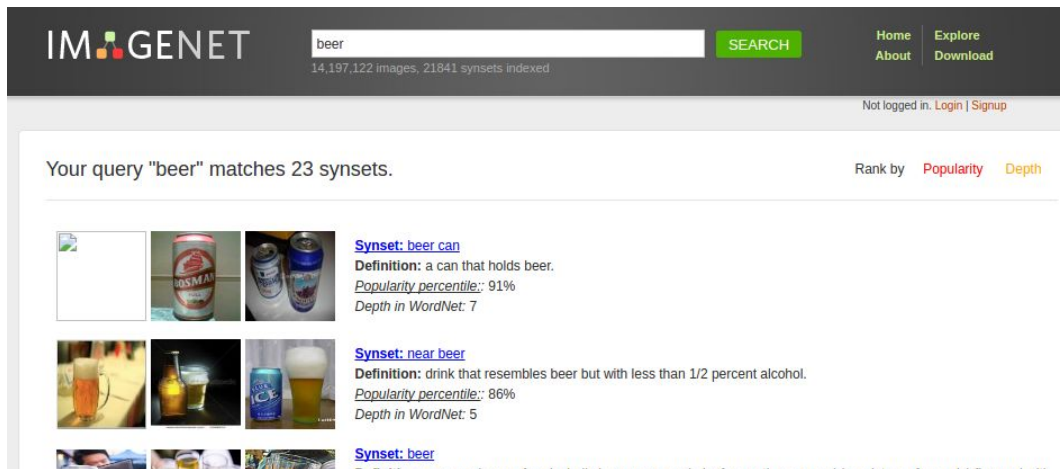 IMAGENET
beer
SEARCH
14,197,122 images, 21841 synsets indexed
Home Explore
About Download
Not logged in. Login | Signup
Your query "beer" matches 23 synsets.
Rank by Popularity Depth
BOSMAN
Synset: beer can
Definition: a can that holds beer.
Popularity percentile:: 91%
Depth in WordNet: 7
ICE
Synset: near beer
Definition: drink that resembles beer but with less than 1/2 percent alcohol.
Popularity percentile:: 86%
Depth in WordNet: 5
Synset: beer